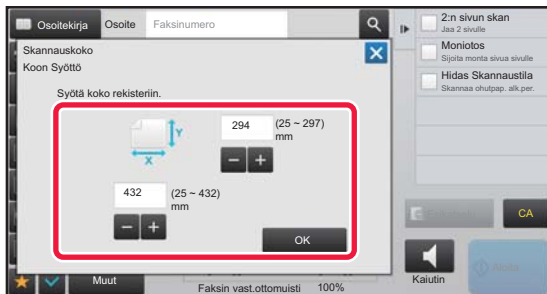 Osoitekirja
Osoite
Faksinumero
2:n sivun skan
Jaa 2 sivulle
Moniotos
Sijoita monta sivua sivulle
Hidas Skannaustila
Skannaa ohutpap. alk.per.
Skannauskoko
Koon Syöttö
Syötä koko rekisteriin.
Y
X
294
(25 ~ 297)
mm
432
(25 ~ 432)
mm
OK
CA
Muut
Faksin vast.ottomuisti 100%
Kaiutin